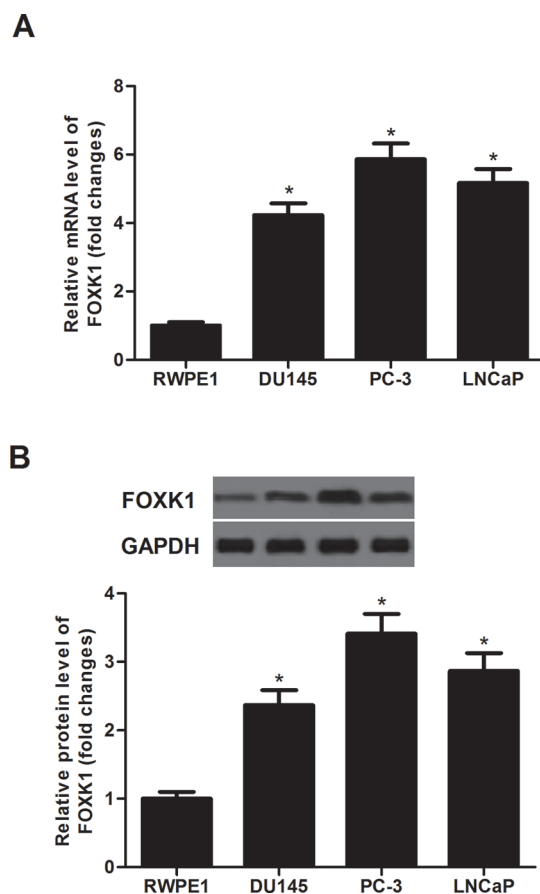 A
Relative mRNA level of
FOXK1 (fold changes)
8
6
4
2
0
*
*
*
RWPE1 DU145 PC-3 LNCaP
B
FOXK1
GAPDH
Relative protein level of
FOXK1 (fold changes)
4
3
2
1
0
*
*
*
RWPE1 DU145 PC-3 LNCaP